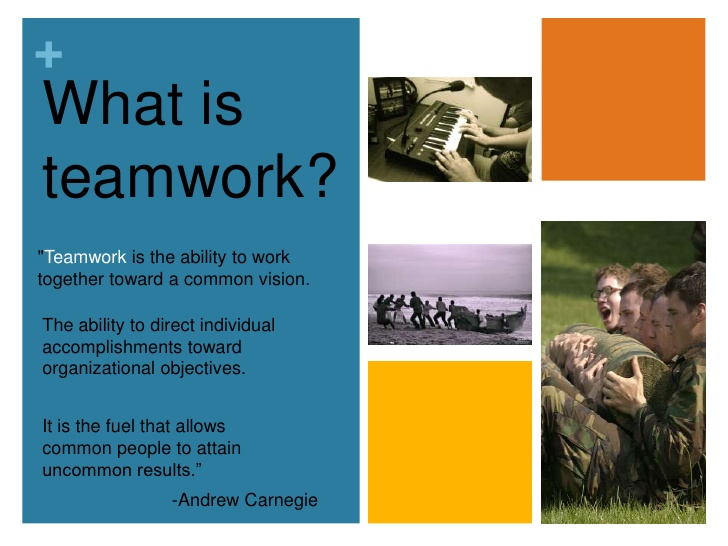 +
What is
teamwork?
"Teamwork is the ability to work
together toward a common vision.
The ability to direct individual
accomplishments toward
organizational objectives.
It is the fuel that allows
common people to attain
uncommon results.”
-Andrew Carnegie